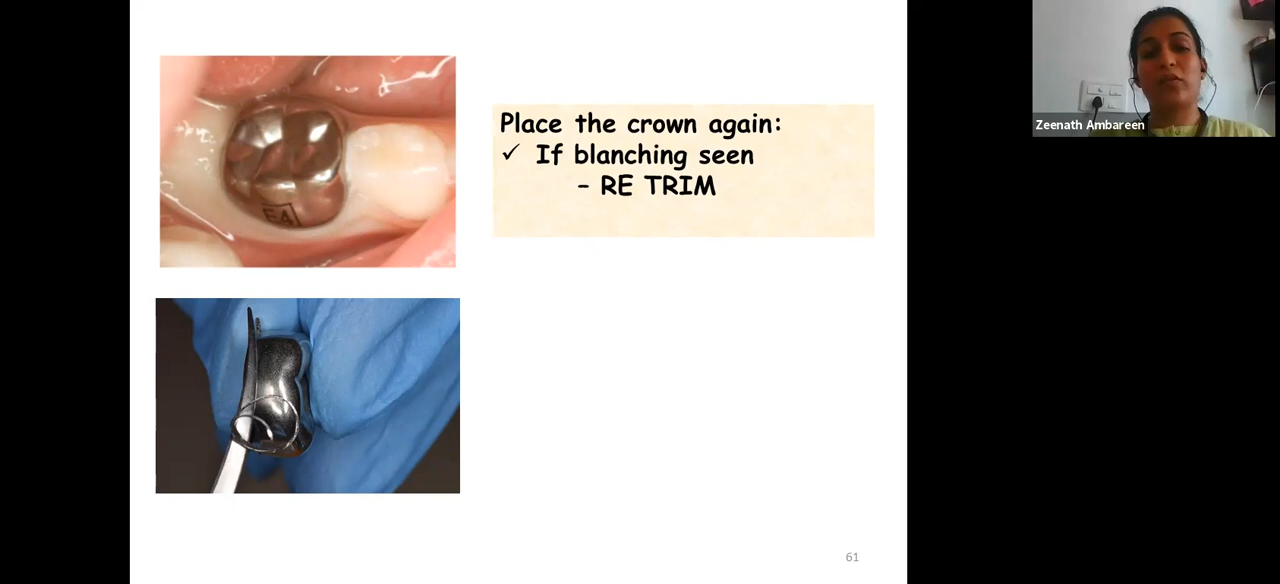 Place the crown again:
✓ If blanching seen
– RE TRIM
E4
Zeenath Ambareen
61